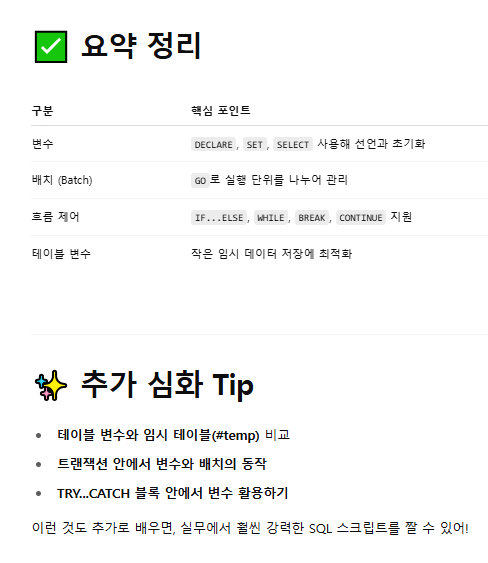 ✅ 요약 정리
구분 핵심 포인트
변수 DECLARE, SET, SELECT 사용해 선언과 초기화
배치 (Batch) GO로 실행 단위를 나누어 관리
흐름 제어 IF...ELSE, WHILE, BREAK, CONTINUE 지원
테이블 변수 작은 임시 데이터 저장에 최적화
✨ 추가 심화 Tip
• 테이블 변수와 임시 테이블(#temp) 비교
• 트랜잭션 안에서 변수와 배치의 동작
• TRY...CATCH 블록 안에서 변수 활용하기
이런 것도 추가로 배우면, 실무에서 훨씬 강력한 SQL 스크립트를 짤 수 있어!